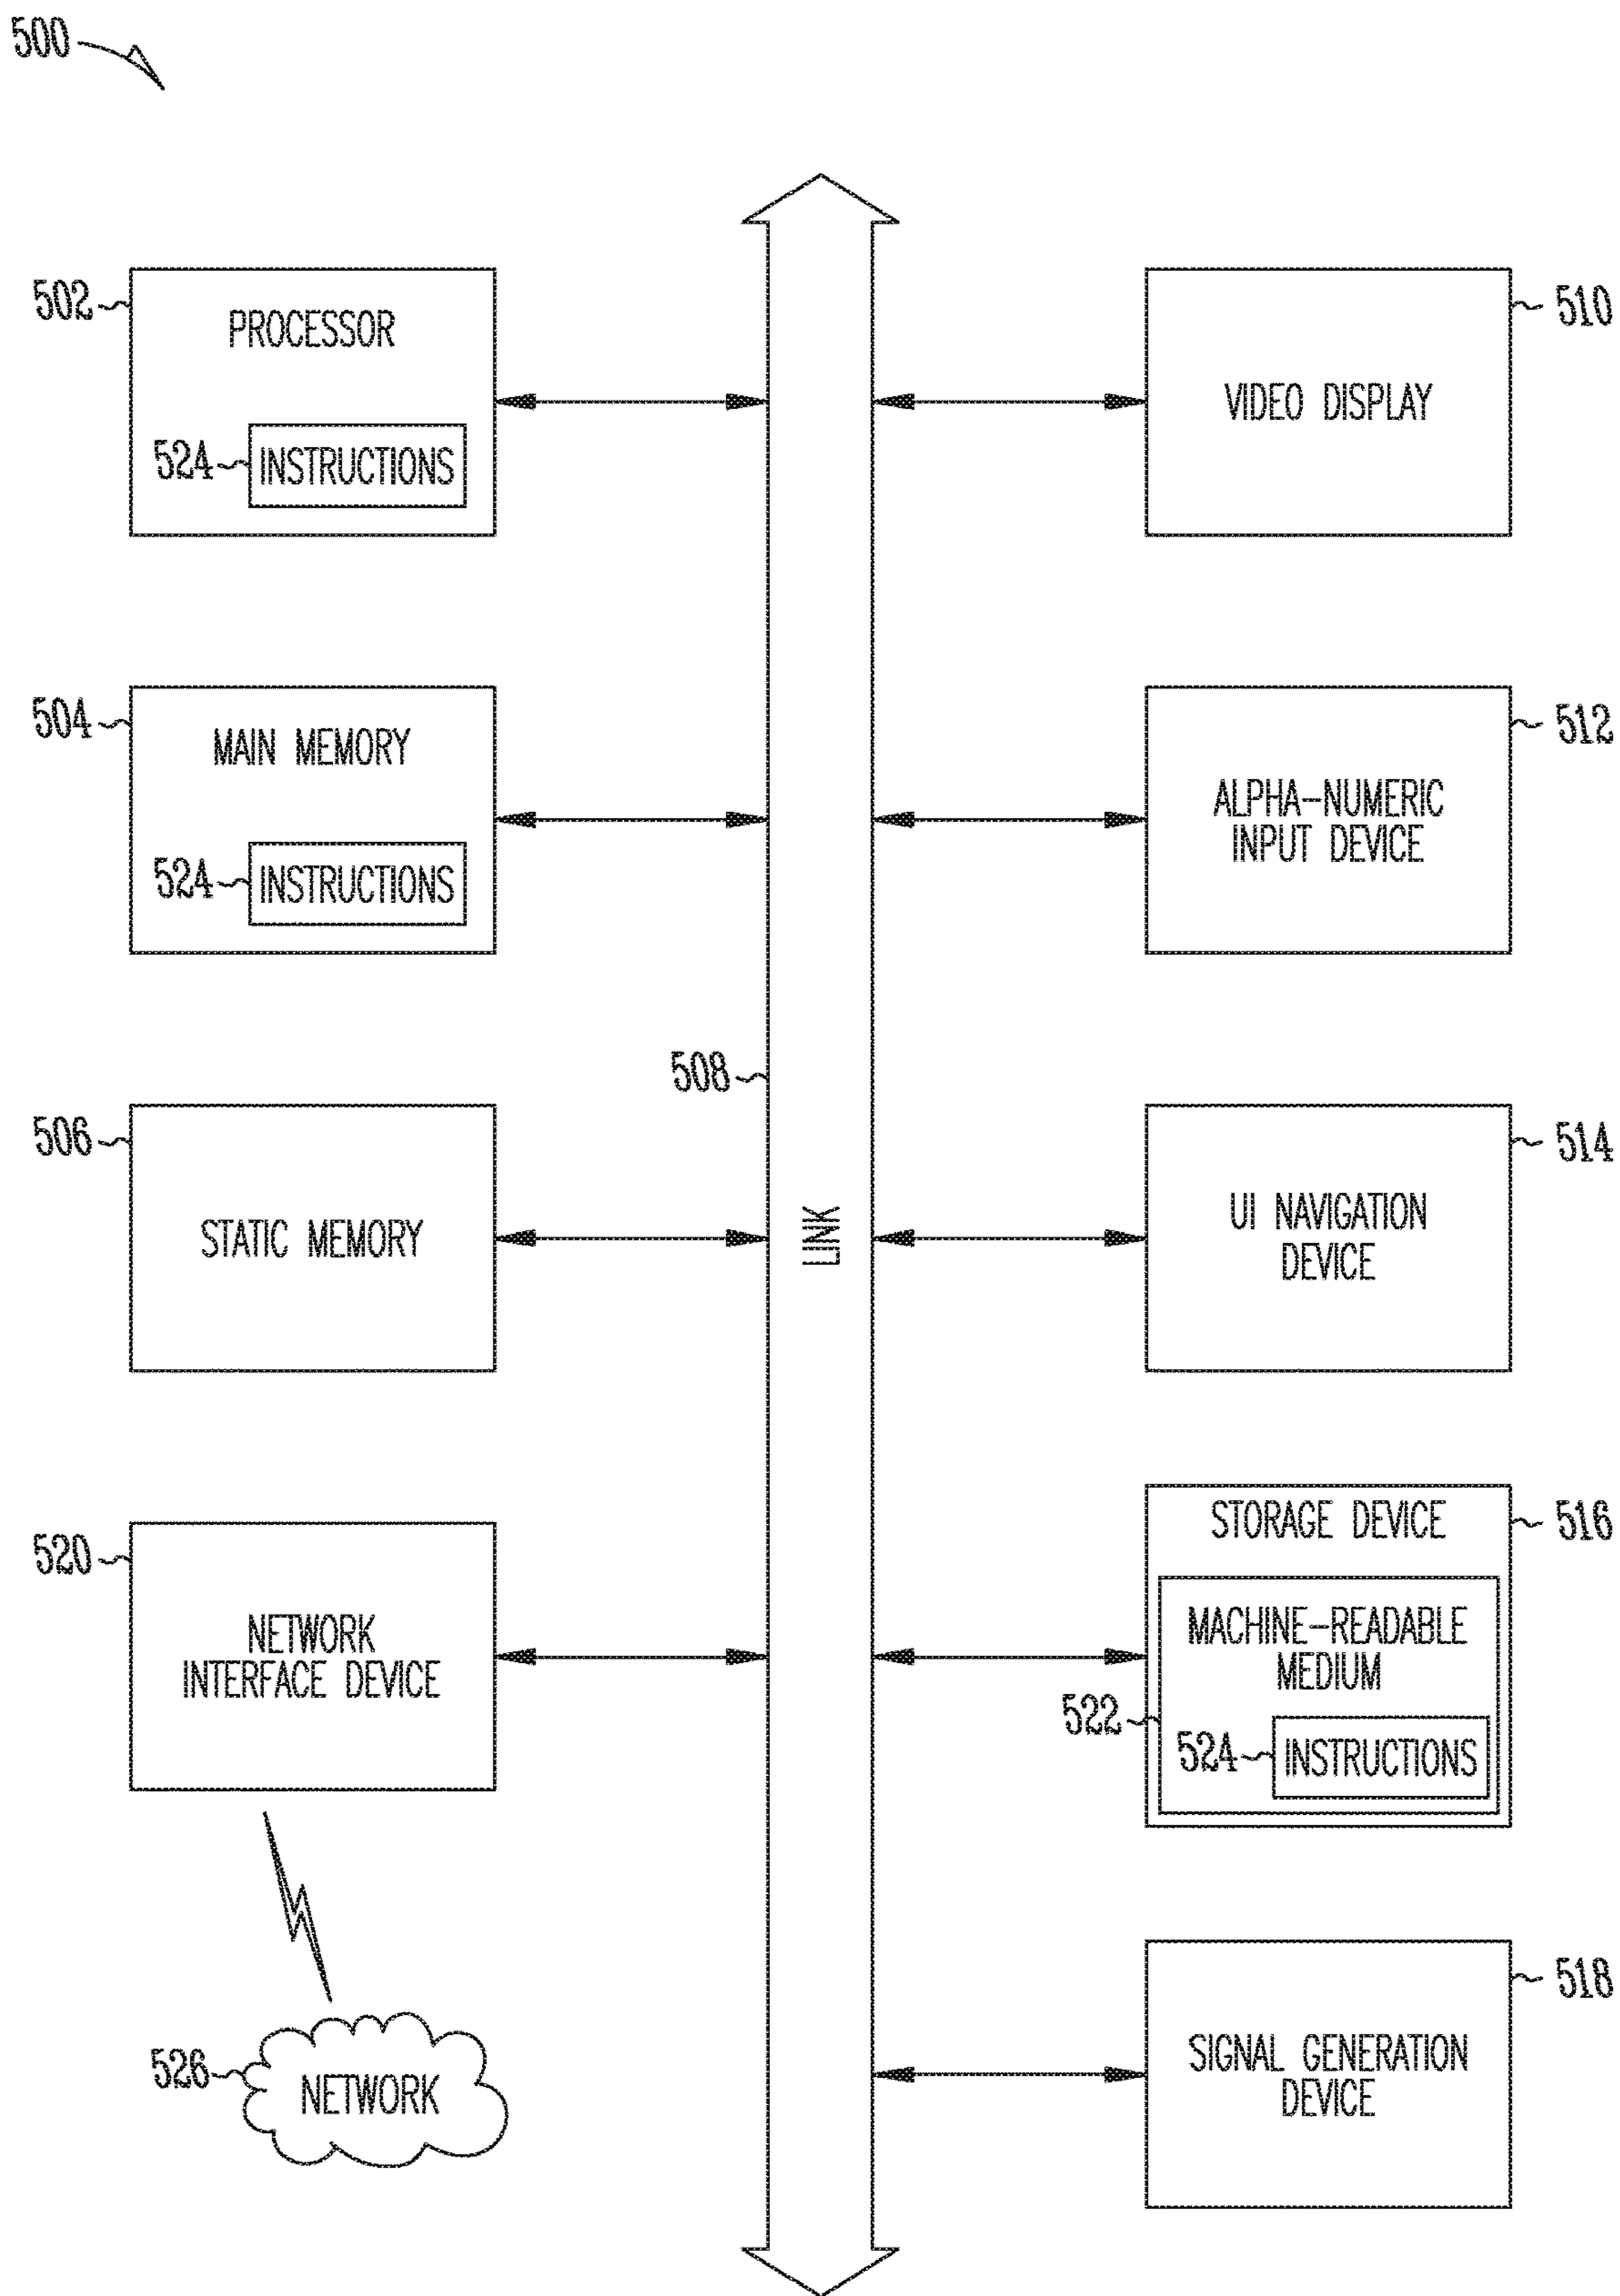 500
502
PROCESSOR
524
INSTRUCTIONS
504
MAIN MEMORY
524
INSTRUCTIONS
506
STATIC MEMORY
520
NETWORK
INTERFACE DEVICE
526
NETWORK
508
LINK
510
VIDEO DISPLAY
512
ALPHA-NUMERIC
INPUT DEVICE
514
UI NAVIGATION
DEVICE
516
STORAGE DEVICE
MACHINE-READABLE
MEDIUM
522
524
INSTRUCTIONS
518
SIGNAL GENERATION
DEVICE